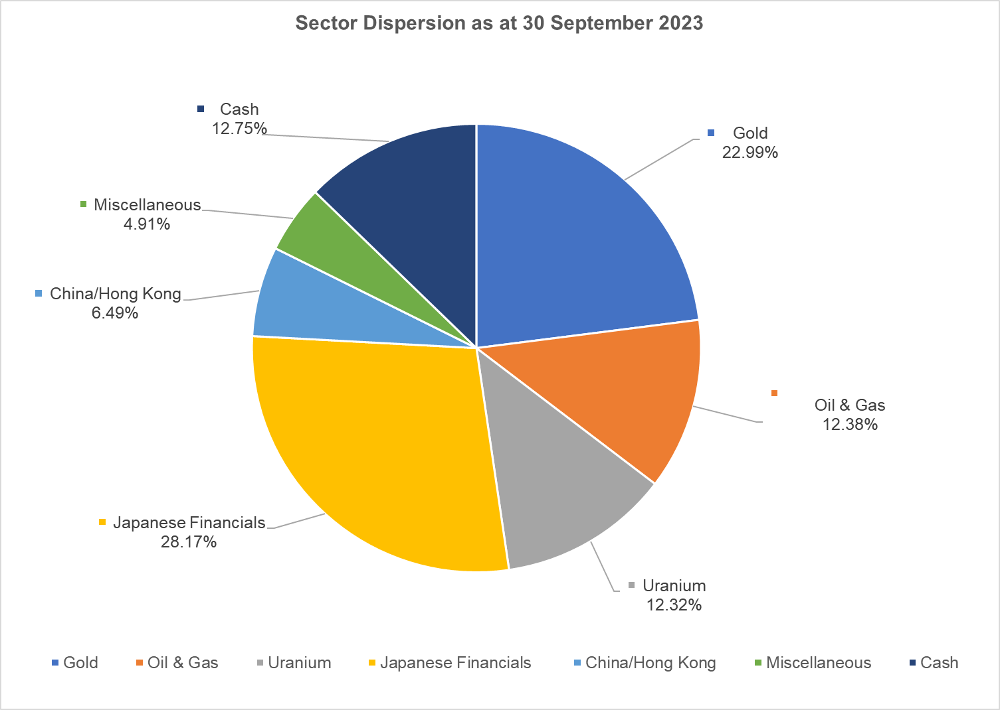 Sector Dispersion as at 30 September 2023
Cash
12.75%
Gold
22.99%
Miscellaneous
4.91%
China/Hong Kong
6.49%
Oil & Gas
12.38%
Japanese Financials
28.17%
Uranium
12.32%
Gold
Oil & Gas
Uranium
Japanese Financials
China/Hong Kong
Miscellaneous
Cash